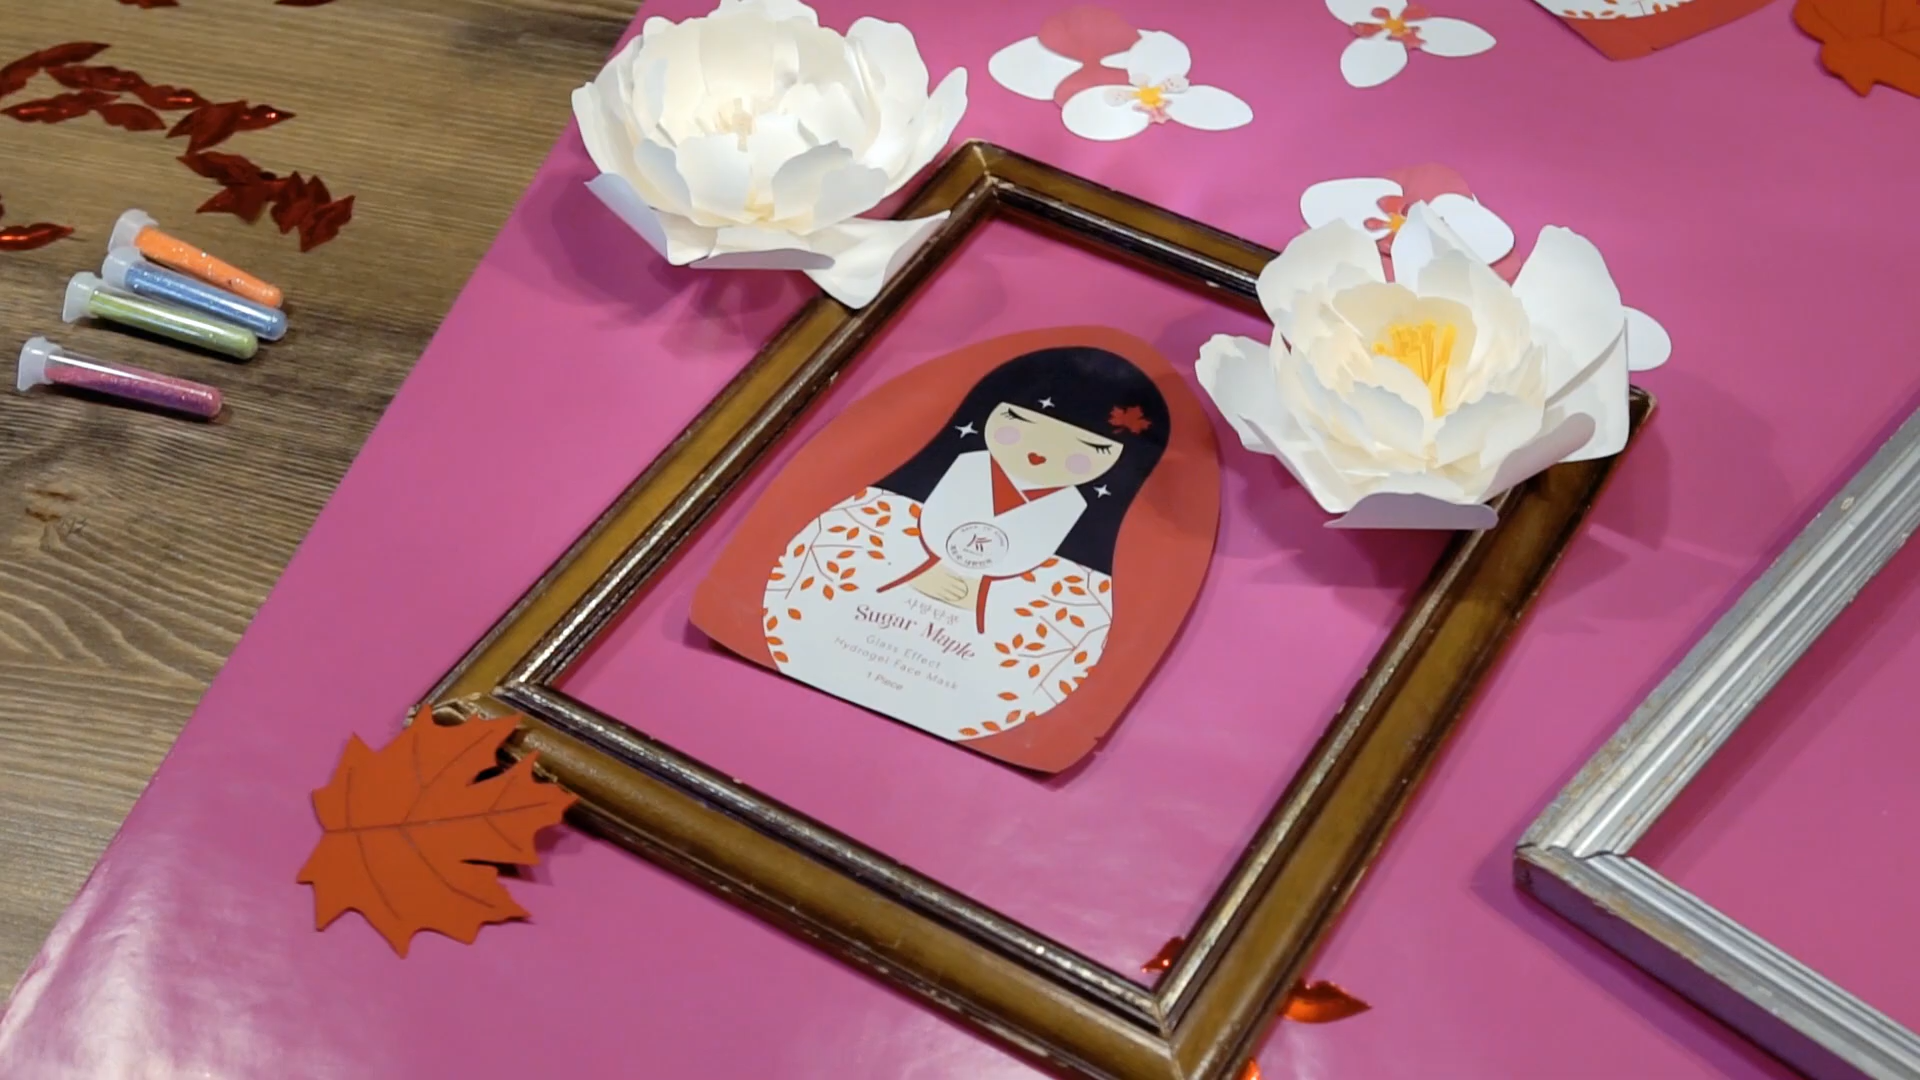 사탕단풍
Sugar Maple
Glass Effect
Hydrogel Face Mask
1 Piece